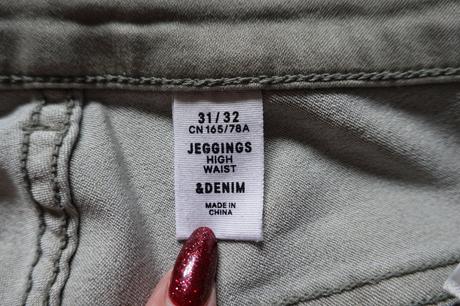 31/32
CN 165/78A
JEGGINGS
HIGH
WAIST
&DENIM
MADE IN
CHINA